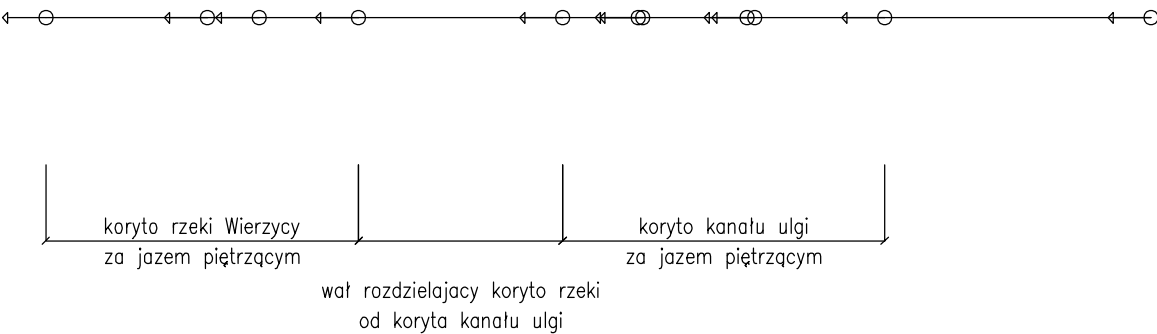 koryto rzeki Wierzycy
za jazem piętrzącym
koryto kanału ulgi
za jazem piętrzącym
wał rozdzielajacy koryto rzeki
od koryta kanału ulgi